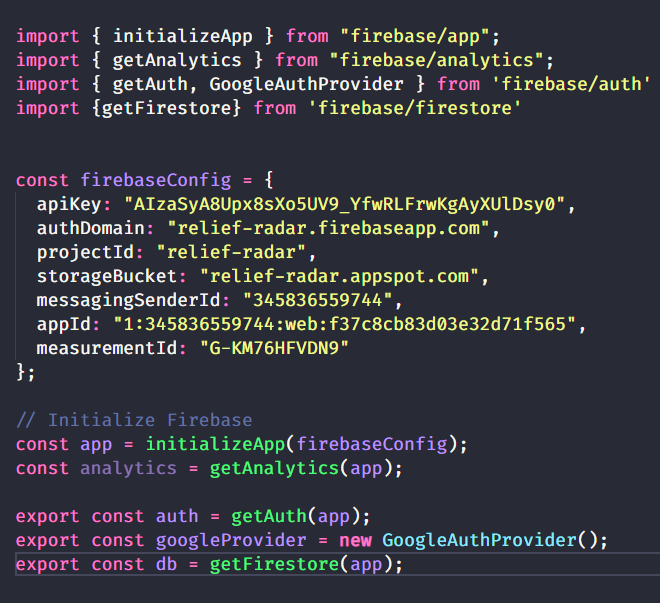 import { initializeApp } from "firebase/app";
import { getAnalytics } from "firebase/analytics";
import { getAuth, GoogleAuthProvider } from 'firebase/auth'
import {getFirestore} from 'firebase/firestore'
const firebaseConfig = {
apiKey: "AIzaSyA8Upx8sXo5UV9_YfwRLFrwKgAyXUlDsy0",
authDomain: "relief-radar.firebaseapp.com",
projectId: "relief-radar",
storageBucket: "relief-radar.appspot.com",
messagingSenderId: "345836559744",
appId: "1:345836559744:web:f37c8cb83d03e32d71f565",
measurementId: "G-KM76HFVDN9"
};
// Initialize Firebase
const app = initializeApp(firebaseConfig);
const analytics = getAnalytics(app);
export const auth = getAuth(app);
export const googleProvider = new GoogleAuthProvider();
export const db = getFirestore(app);